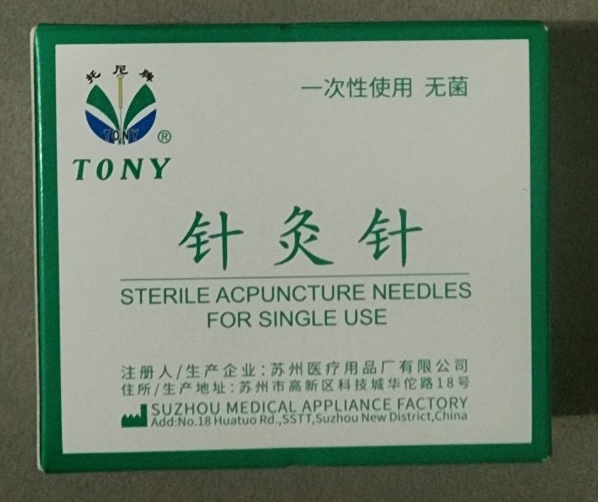 托尼牌
TONY
®
TONY
一次性使用 无菌
针灸针
STERILE ACPUNCTURE NEEDLES
FOR SINGLE USE
注册人/生产企业:苏州医疗用品厂有限公司
住所/生产地址:苏州市高新区科技城华佗路18号
SUZHOU MEDICAL APPLIANCE FACTORY
Add:No.18 Huatuo Rd.,SSTT,Suzhou New District,China